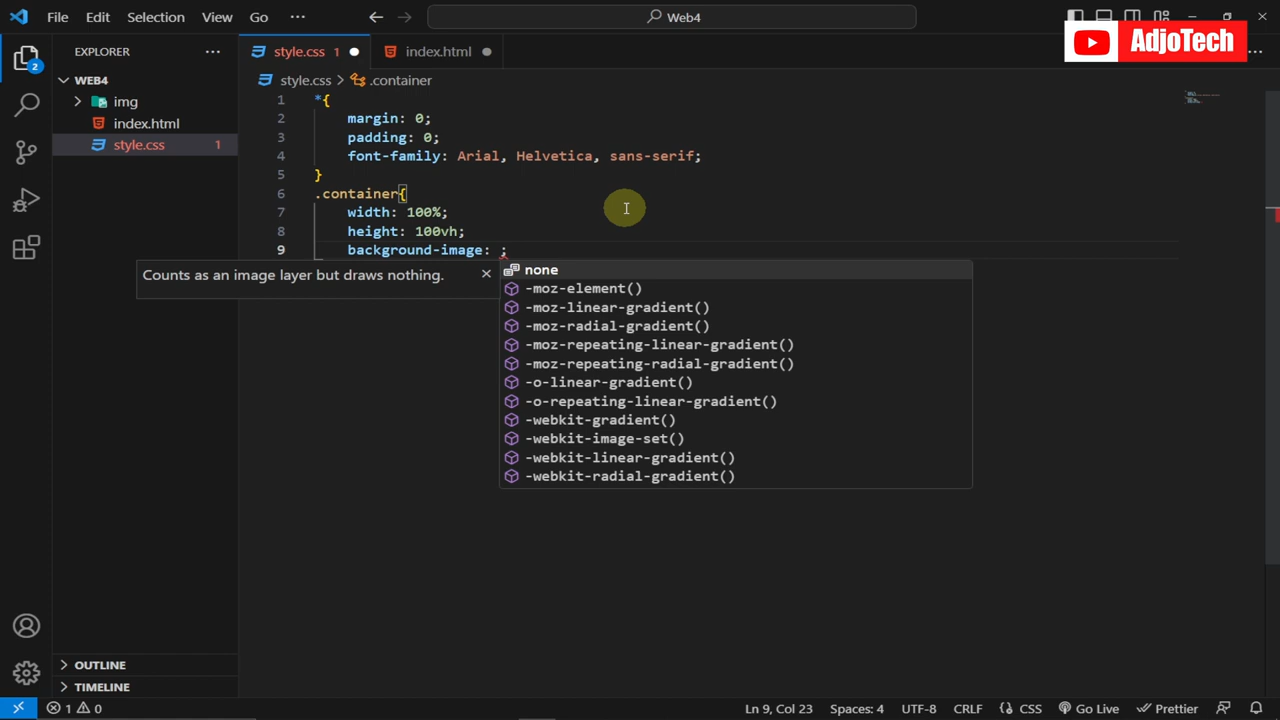 File Edit Selection View Go ··· Web4
AdjoTech
EXPLORER ···
style.css 1
index.html
WEB4
style.css > .container
img
index.html
style.css 1
2
1 *{
2 margin: 0;
3 padding: 0;
4 font-family: Arial, Helvetica, sans-serif;
5 }
6 .container{
7 width: 100%;
8 height: 100vh;
9 background-image: ;
Counts as an image layer but draws nothing.
none
-moz-element()
-moz-linear-gradient()
-moz-radial-gradient()
-moz-repeating-linear-gradient()
-moz-repeating-radial-gradient()
-o-linear-gradient()
-o-repeating-linear-gradient()
-webkit-gradient()
-webkit-image-set()
-webkit-linear-gradient()
-webkit-radial-gradient()
OUTLINE
TIMELINE
1 0 Ln 9, Col 23 Spaces: 4 UTF-8 CRLF CSS Go Live Prettier